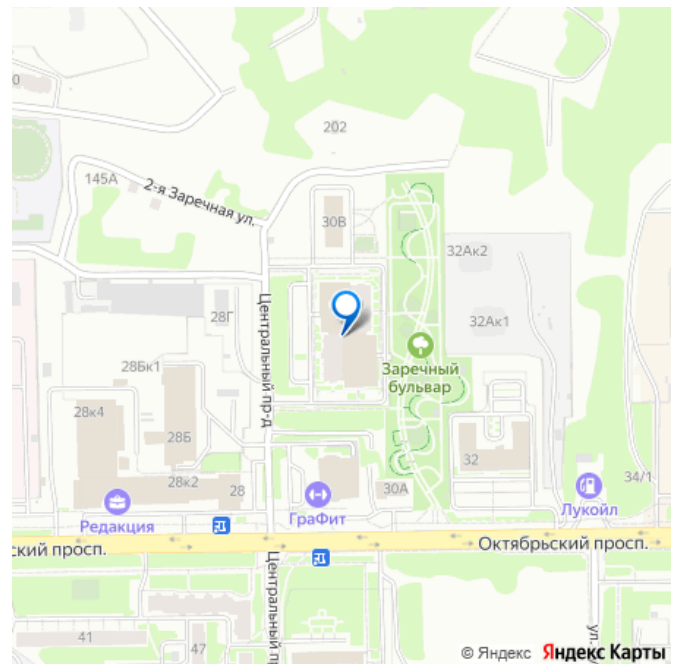 0
202
145А
2-я Заречная ул.
30В
32Ак2
28Г
Центральный пр-д
32Ак1
Заречный
бульвар
28Бк1
28к4
28Б
32
34/1
28к2
28
30А
Редакция
ГраФит
Лукойл
ский просп.
Октябрьский просп.
Центральный п
ул.
41
47
© Яндекс Яндекс Карты